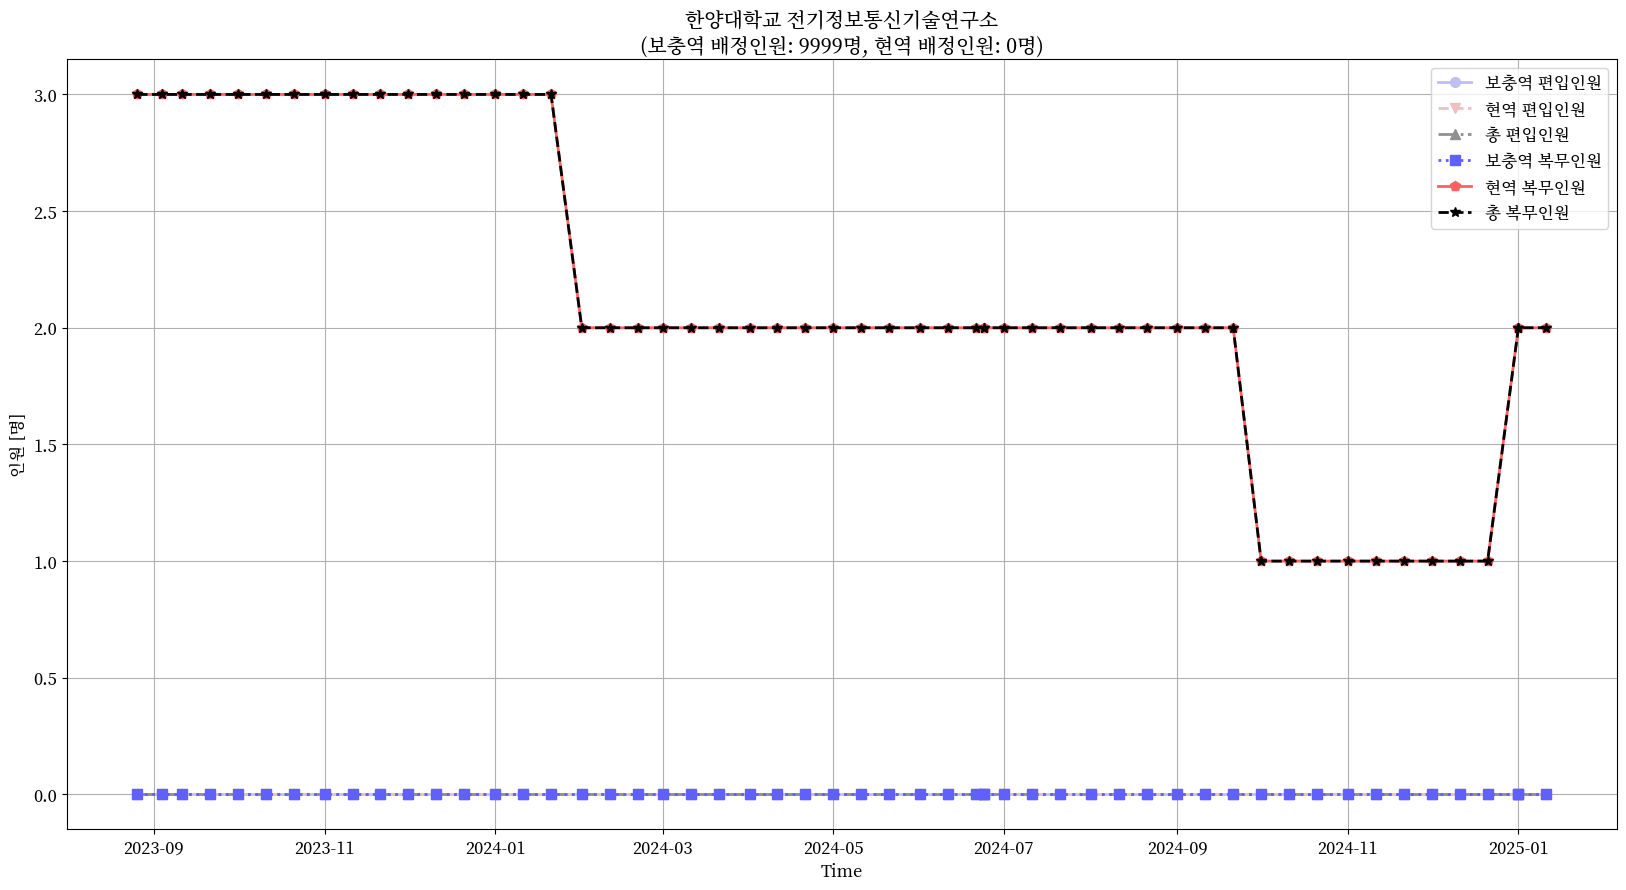 한양대학교 전기정보통신기술연구소
(보충역 배정인원: 9999명, 현역 배정인원: 0명)
보충역 편입인원
현역 편입인원
총 편입인원
보충역 복무인원
현역 복무인원
총 복무인원
인원 [명]
3.0
2.5
2.0
1.5
1.0
0.5
0.0
2023-09 2023-11 2024-01 2024-03 2024-05 2024-07 2024-09 2024-11 2025-01
Time